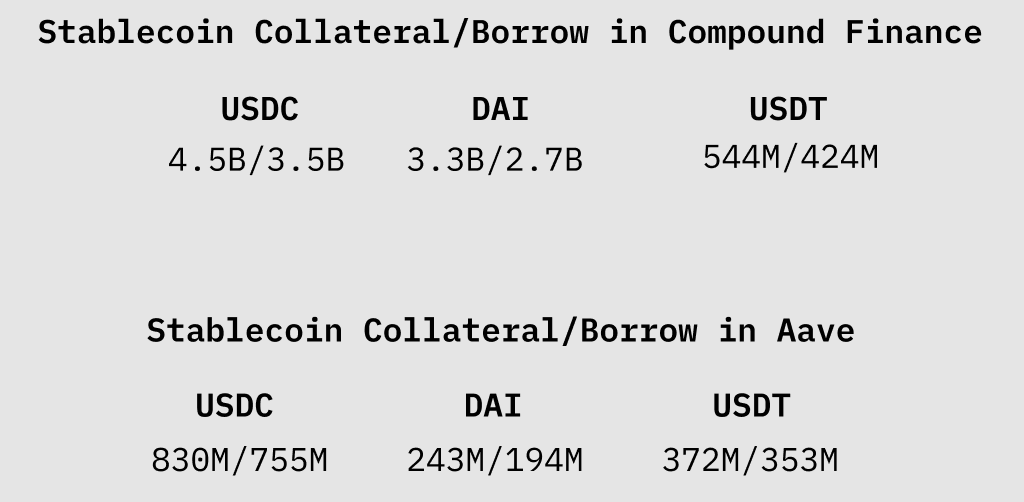 Stablecoin Collateral/Borrow in Compound Finance
USDC DAI USDT
4.5B/3.5B 3.3B/2.7B 544M/424M
Stablecoin Collateral/Borrow in Aave
USDC DAI USDT
830M/755M 243M/194M 372M/353M